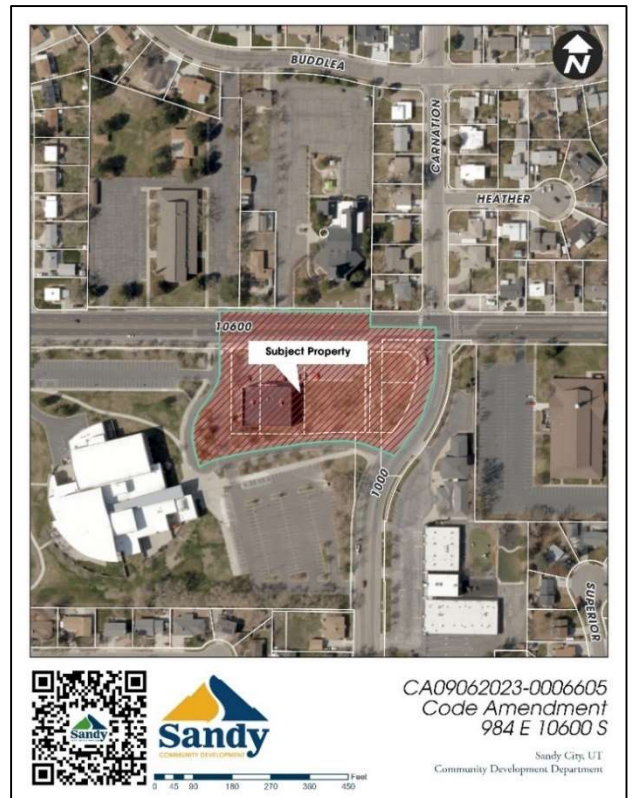 BUDDLEA
N
CARNATION
HEATHER
10600
Subject Property
1000
SUPERIOR
Sandy
Sandy
COMMUNITY DEVELOPMENT
0 45 90 180 270 360 450 Feet
CA09062023-0006605
Code Amendment
984 E 10600 S
Sandy City, UT
Community Development Department